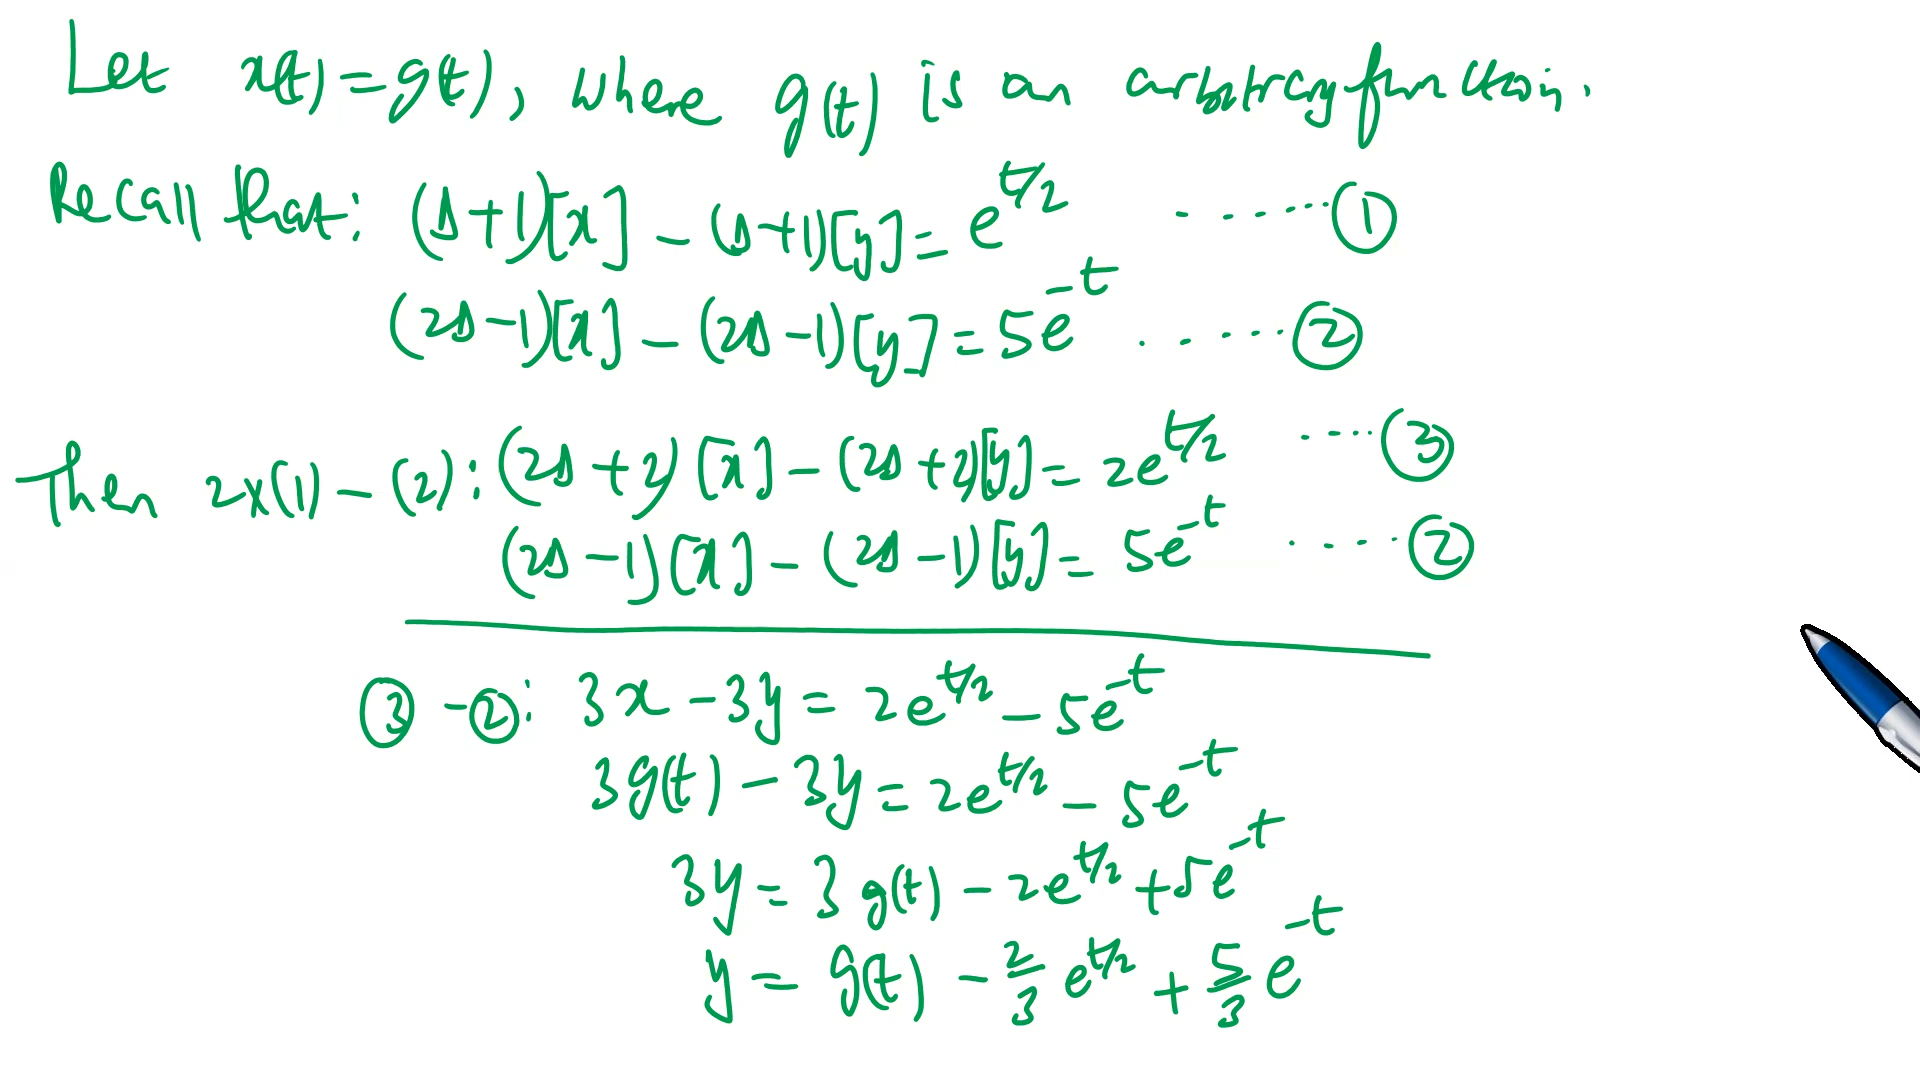 Let x(t) = g(t), where g(t) is an arbitrary function.
Recall that: (s+1)[x] - (s+1)[y] = e^{t/2} ...... ①
(2s-1)[x] - (2s-1)[y] = 5e^{-t} ...... ②
Then 2x(1) - (2): (2s+2)[x] - (2s+2)[y] = 2e^{t/2} .... ③
(2s-1)[x] - (2s-1)[y] = 5e^{-t} .... ②
③ - ②: 3x - 3y = 2e^{t/2} - 5e^{-t}
3g(t) - 3y = 2e^{t/2} - 5e^{-t}
3y = 3g(t) - 2e^{t/2} + 5e^{-t}
y = g(t) - 2/3 e^{t/2} + 5/3 e^{-t}